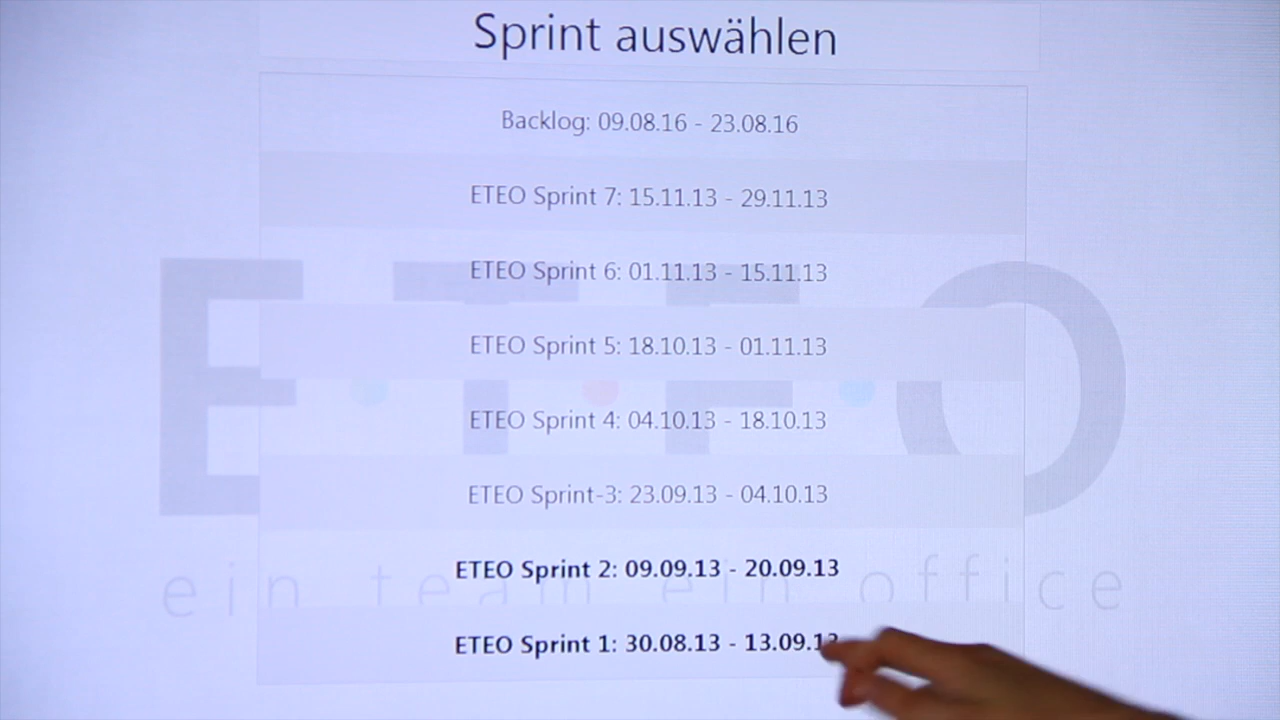 Sprint auswählen
Backlog: 09.08.16 - 23.08.16
ETEO Sprint 7: 15.11.13 - 29.11.13
ETEO Sprint 6: 01.11.13 - 15.11.13
ETEO Sprint 5: 18.10.13 - 01.11.13
ETEO Sprint 4: 04.10.13 - 18.10.13
ETEO Sprint-3: 23.09.13 - 04.10.13
ETEO Sprint 2: 09.09.13 - 20.09.13
ETEO Sprint 1: 30.08.13 - 13.09.13
E·T·E·O
ein team ein office